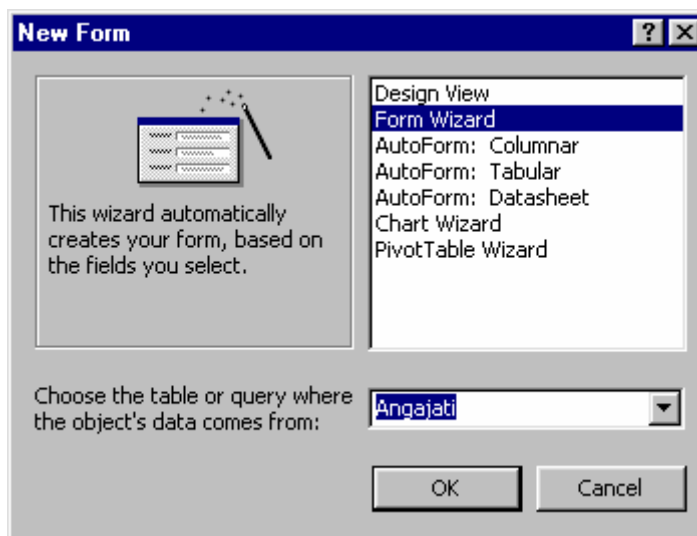 New Form
Design View
Form Wizard
AutoForm: Columnar
AutoForm: Tabular
AutoForm: Datasheet
Chart Wizard
PivotTable Wizard
This wizard automatically
creates your form, based on
the fields you select.
Choose the table or query where
the object's data comes from:
Angajati
OK
Cancel